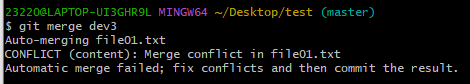 23220@LAPTOP-UI3GHR9L MINGW64 ~/Desktop/test (master)
$ git merge dev3
Auto-merging file01.txt
CONFLICT (content): Merge conflict in file01.txt
Automatic merge failed; fix conflicts and then commit the result.